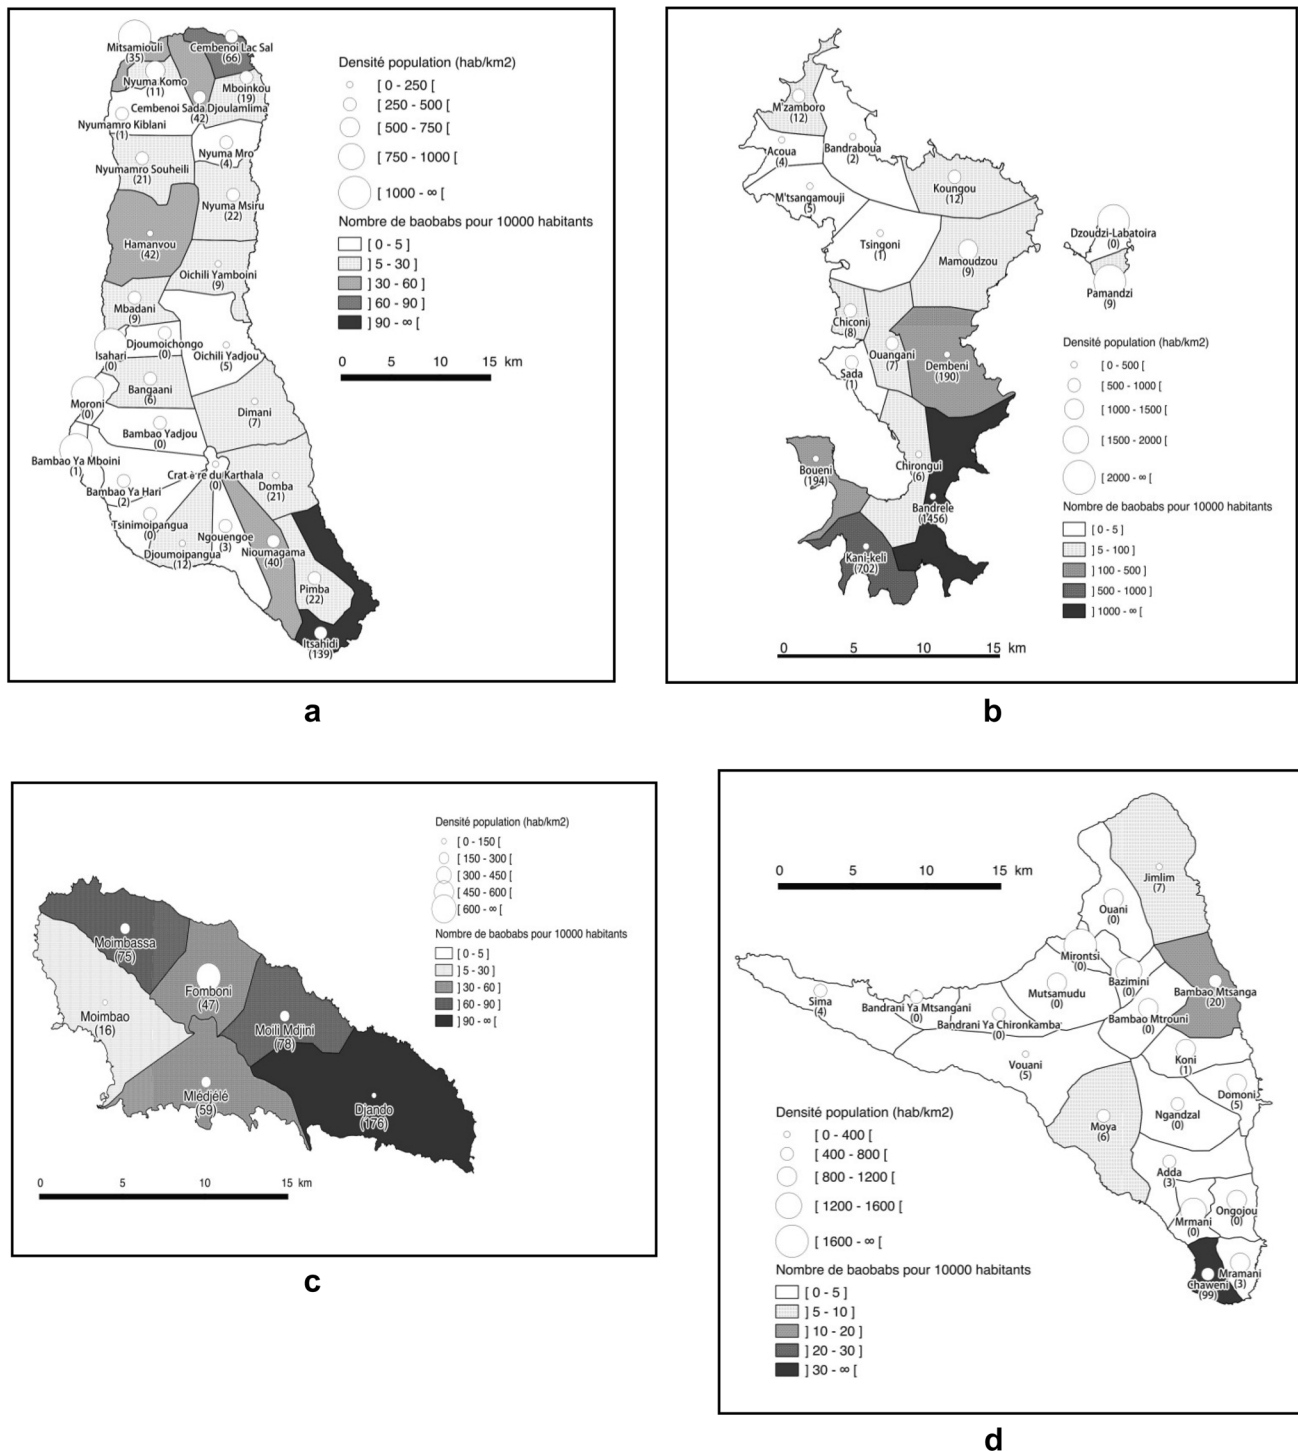 Mitsamiouli
(35)
Cembenoi Lac Sal
(66)
Nyuma Komo
(11)
Mboinkou
(19)
Cembenoi Sada Djoulamlima
(42)
Nyumamro Kiblani
(1)
Nyuma Mro
(4)
Nyumamro Souheili
(21)
Nyuma Msiru
(22)
Hamanvou
(42)
Oichili Yamboini
(9)
Mbadani
(9)
Djoumoichongo
(0)
Isahari
(0)
Oichili Yadjou
(5)
Bangaani
(6)
Moroni
(0)
Dimani
(7)
Bambao Yadjou
(0)
Bambao Ya Mboini
(1)
Crat è re du Karthala
(0)
Bambao Ya Hari
(2)
Domba
(21)
Tsinimoipangua
(0)
Ngouengoe
(3)
Djoumoipangua
(12)
Nioumagama
(40)
Pimba
(22)
Itsahidi
(139)
Densité population (hab/km2)
[ 0 - 250 [
[ 250 - 500 [
[ 500 - 750 [
[ 750 - 1000 [
[ 1000 - ∞ [
Nombre de baobabs pour 10000 habitants
[ 0 - 5 ]
] 5 - 30 ]
] 30 - 60 ]
] 60 - 90 ]
] 90 - ∞ [
0 5 10 15 km
a
M'zamboro
(12)
Acoua
(4)
Bandraboua
(2)
M'tsangamouji
(5)
Koungou
(12)
Tsingoni
(1)
Mamoudzou
(9)
Dzoudzi-Labatoira
(0)
Pamandzi
(9)
Chiconi
(8)
Ouangani
(7)
Dembeni
(190)
Sada
(1)
Boueni
(194)
Chirongui
(6)
Bandrele
(1456)
Kani-keli
(702)
Densité population (hab/km2)
[ 0 - 500 [
[ 500 - 1000 [
[ 1000 - 1500 [
[ 1500 - 2000 [
[ 2000 - ∞ [
Nombre de baobabs pour 10000 habitants
[ 0 - 5 ]
] 5 - 100 ]
] 100 - 500 ]
] 500 - 1000 ]
] 1000 - ∞ [
0 5 10 15 km
b
Densité population (hab/km2)
[ 0 - 150 [
[ 150 - 300 [
[ 300 - 450 [
[ 450 - 600 [
[ 600 - ∞ [
Nombre de baobabs pour 10000 habitants
[ 0 - 5 ]
] 5 - 30 ]
] 30 - 60 ]
] 60 - 90 ]
] 90 - ∞ [
Moimbassa
(75)
Fomboni
(47)
Moimbao
(16)
Moili Mdjini
(78)
Mlédjélé
(59)
Djando
(176)
0 5 10 15 km
c
0 5 10 15 km
Jimlim
(7)
Ouani
(0)
Mirontsi
(0)
Bazimini
(0)
Mutsamudu
(0)
Bambao Mtsanga
(20)
Sima
(4)
Bandrani Ya Mtsangani
(0)
Bandrani Ya Chironkamba
(0)
Bambao Mtrouni
(0)
Vouani
(5)
Koni
(1)
Domoni
(5)
Moya
(6)
Ngandzal
(0)
Adda
(3)
Mrmani
(0)
Ongojou
(0)
Chaweni
(99)
Mramani
(3)
Densité population (hab/km2)
[ 0 - 400 [
[ 400 - 800 [
[ 800 - 1200 [
[ 1200 - 1600 [
[ 1600 - ∞ [
Nombre de baobabs pour 10000 habitants
[ 0 - 5 ]
] 5 - 10 ]
] 10 - 20 ]
] 20 - 30 ]
] 30 - ∞ [
d